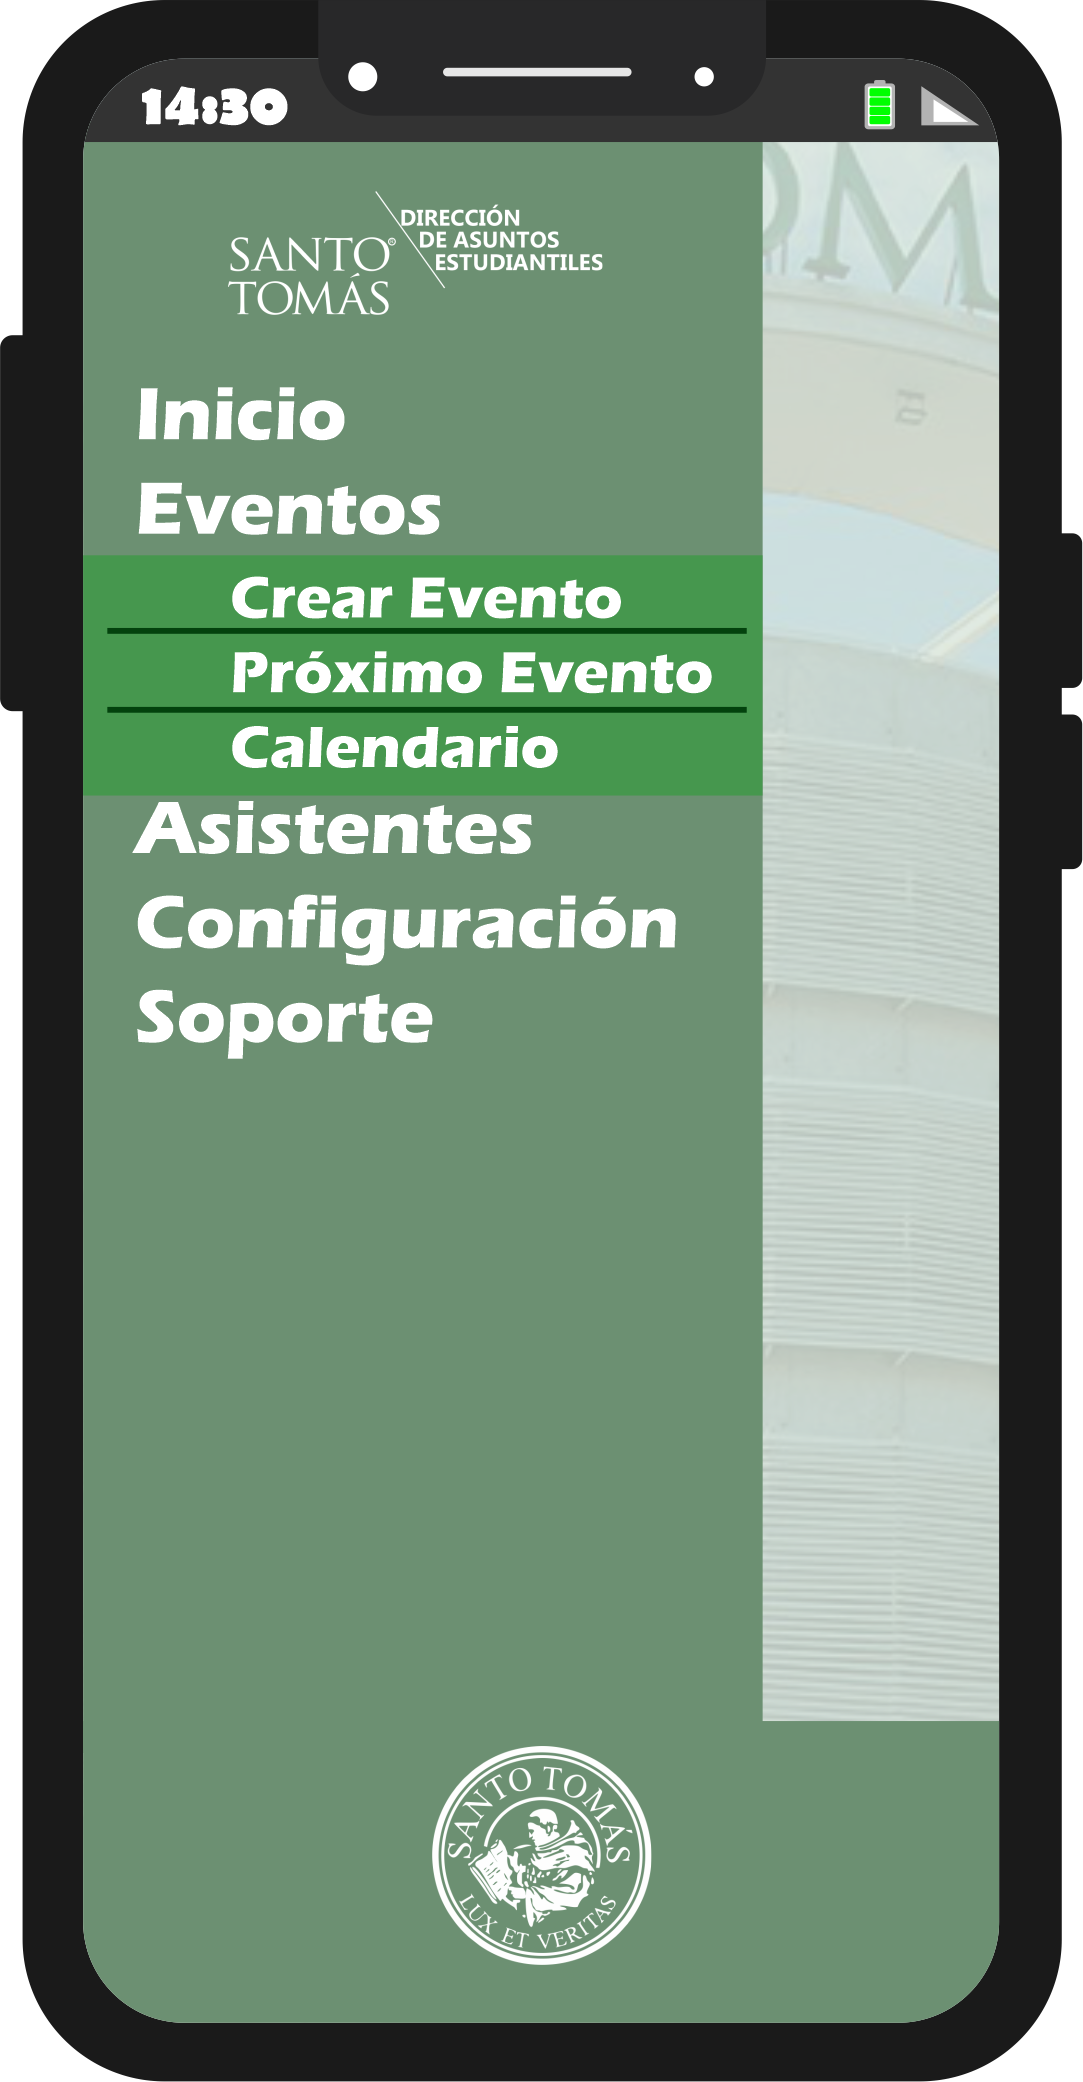 14:30
SANTO
TOMÁS
DIRECCIÓN
DE ASUNTOS
ESTUDIANTILES
OM
Inicio
Eventos
Crear Evento
Próximo Evento
Calendario
Asistentes
Configuración
Soporte
SANTO TOMÁS
LUX ET VERITAS